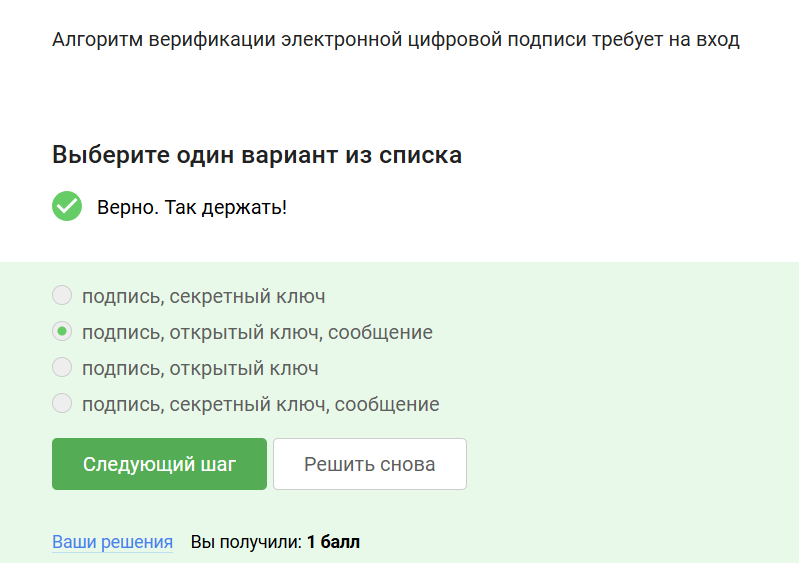 Алгоритм верификации электронной цифровой подписи требует на вход
Выберите один вариант из списка
Верно. Так держать!
подпись, секретный ключ
подпись, открытый ключ, сообщение
подпись, открытый ключ
подпись, секретный ключ, сообщение
Следующий шаг Решить снова
Ваши решения Вы получили: 1 балл